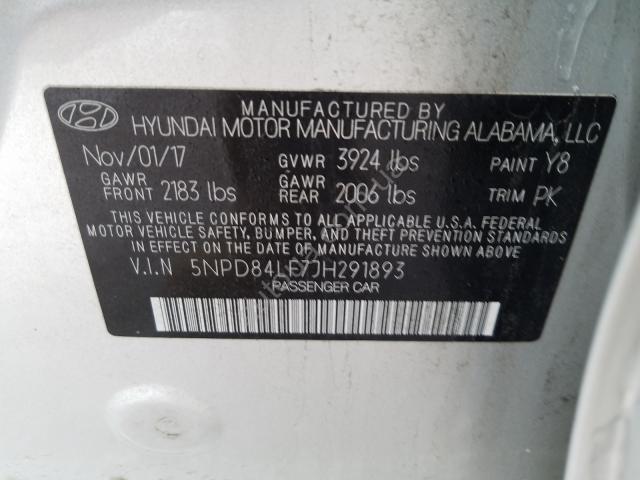 MANUFACTURED BY
HYUNDAI MOTOR MANUFACTURING ALABAMA, LLC
Nov/01/17 GVWR 3924 lbs PAINT Y8
GAWR FRONT 2183 lbs GAWR REAR 2006 lbs TRIM PK
THIS VEHICLE CONFORMS TO ALL APPLICABLE U.S.A. FEDERAL
MOTOR VEHICLE SAFETY, BUMPER, AND THEFT PREVENTION STANDARDS
IN EFFECT ON THE DATE OF MANUFACTURE SHOWN ABOVE.
V.I.N 5NPD84LF7JH291893
PASSENGER CAR